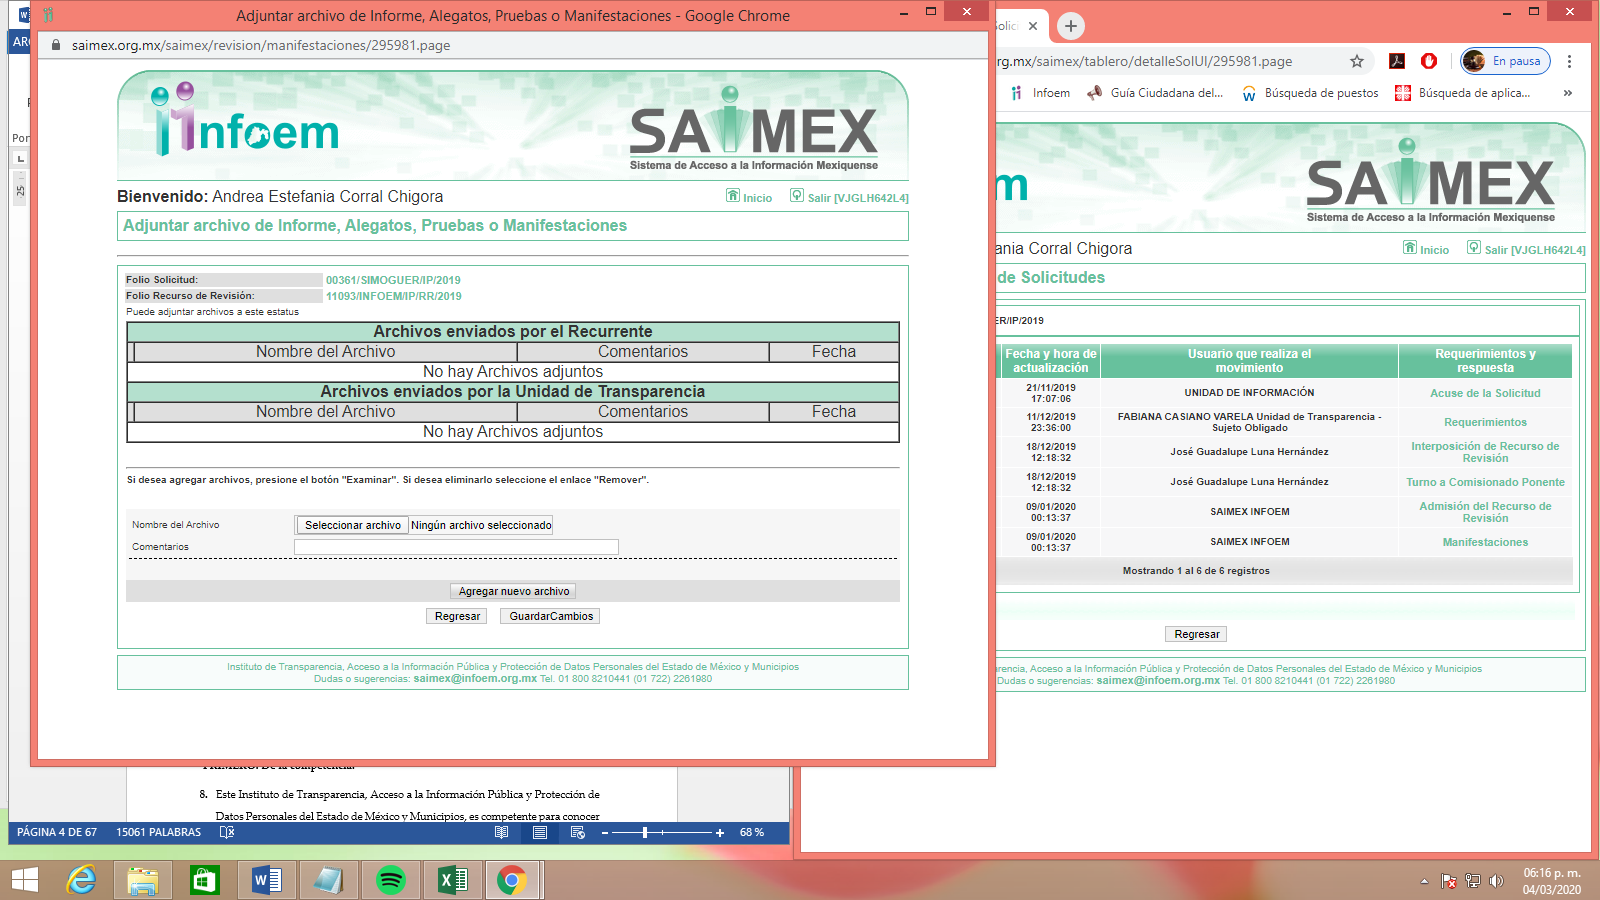 Adjuntar archivo de Informe, Alegatos, Pruebas o Manifestaciones - Google Chrome
saimex.org.mx/saimex/revision/manifestaciones/295981.page
infoem
SAIMEX
Sistema de Acceso a la Información Mexiquense
Bienvenido: Andrea Estefania Corral Chigora
Inicio
Salir [VJGLH642L4]
Adjuntar archivo de Informe, Alegatos, Pruebas o Manifestaciones
Folio Solicitud: 00361/SIMOGUER/IP/2019
Folio Recurso de Revisión: 11093/INFOEM/IP/RR/2019
Puede adjuntar archivos a este estatus
Archivos enviados por el Recurrente
Nombre del Archivo Comentarios Fecha
No hay Archivos adjuntos
Archivos enviados por la Unidad de Transparencia
Nombre del Archivo Comentarios Fecha
No hay Archivos adjuntos
Si desea agregar archivos, presione el botón "Examinar". Si desea eliminarlo seleccione el enlace "Remover".
Nombre del Archivo Seleccionar archivo Ningún archivo seleccionado
Comentarios
Agregar nuevo archivo
Regresar GuardarCambios
Instituto de Transparencia, Acceso a la Información Pública y Protección de Datos Personales del Estado de México y Municipios
Dudas o sugerencias: saimex@infoem.org.mx Tel. 01 800 8210441 (01 722) 2261980
Solic
rg.mx/saimex/tablero/detalleSolUI/295981.page
En pausa
Infoem
Guía Ciudadana del...
Búsqueda de puestos
Búsqueda de aplica...
»
m
SAIMEX
Sistema de Acceso a la Información Mexiquense
ania Corral Chigora
Inicio
Salir [VJGLH642L4]
de Solicitudes
ER/IP/2019
Fecha y hora de actualización
Usuario que realiza el movimiento
Requerimientos y respuesta
21/11/2019 17:07:06 UNIDAD DE INFORMACIÓN Acuse de la Solicitud
11/12/2019 23:36:00 FABIANA CASIANO VARELA Unidad de Transparencia - Sujeto Obligado Requerimientos
18/12/2019 12:18:32 José Guadalupe Luna Hernández Interposición de Recurso de Revisión
18/12/2019 12:18:32 José Guadalupe Luna Hernández Turno a Comisionado Ponente
09/01/2020 00:13:37 SAIMEX INFOEM Admisión del Recurso de Revisión
09/01/2020 00:13:37 SAIMEX INFOEM Manifestaciones
Mostrando 1 al 6 de 6 registros
Regresar
rencia, Acceso a la Información Pública y Protección de Datos Personales del Estado de México y Municipios
Dudas o sugerencias: saimex@infoem.org.mx Tel. 01 800 8210441 (01 722) 2261980
AR
Por
L
25
PRIMERO. De la competencia.
8. Este Instituto de Transparencia, Acceso a la Información Pública y Protección de
Datos Personales del Estado de México y Municipios, es competente para conocer
PÁGINA 4 DE 67 15061 PALABRAS
68 %
06:16 p. m.
04/03/2020